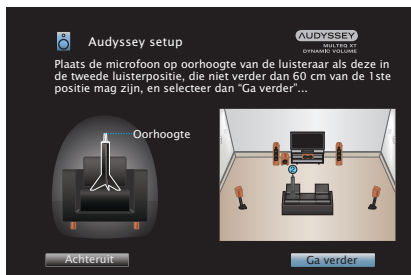 Audyssey setup
AUDYSSEY
MULTEQ XT
DYNAMIC VOLUME
Plaats de microfoon op oorhoogte van de luisteraar als deze in
de tweede luisterpositie, die niet verder dan 60 cm van de 1ste
positie mag zijn, en selecteer dan “Ga verder”...
Oorhoogte
2
Achteruit
Ga verder